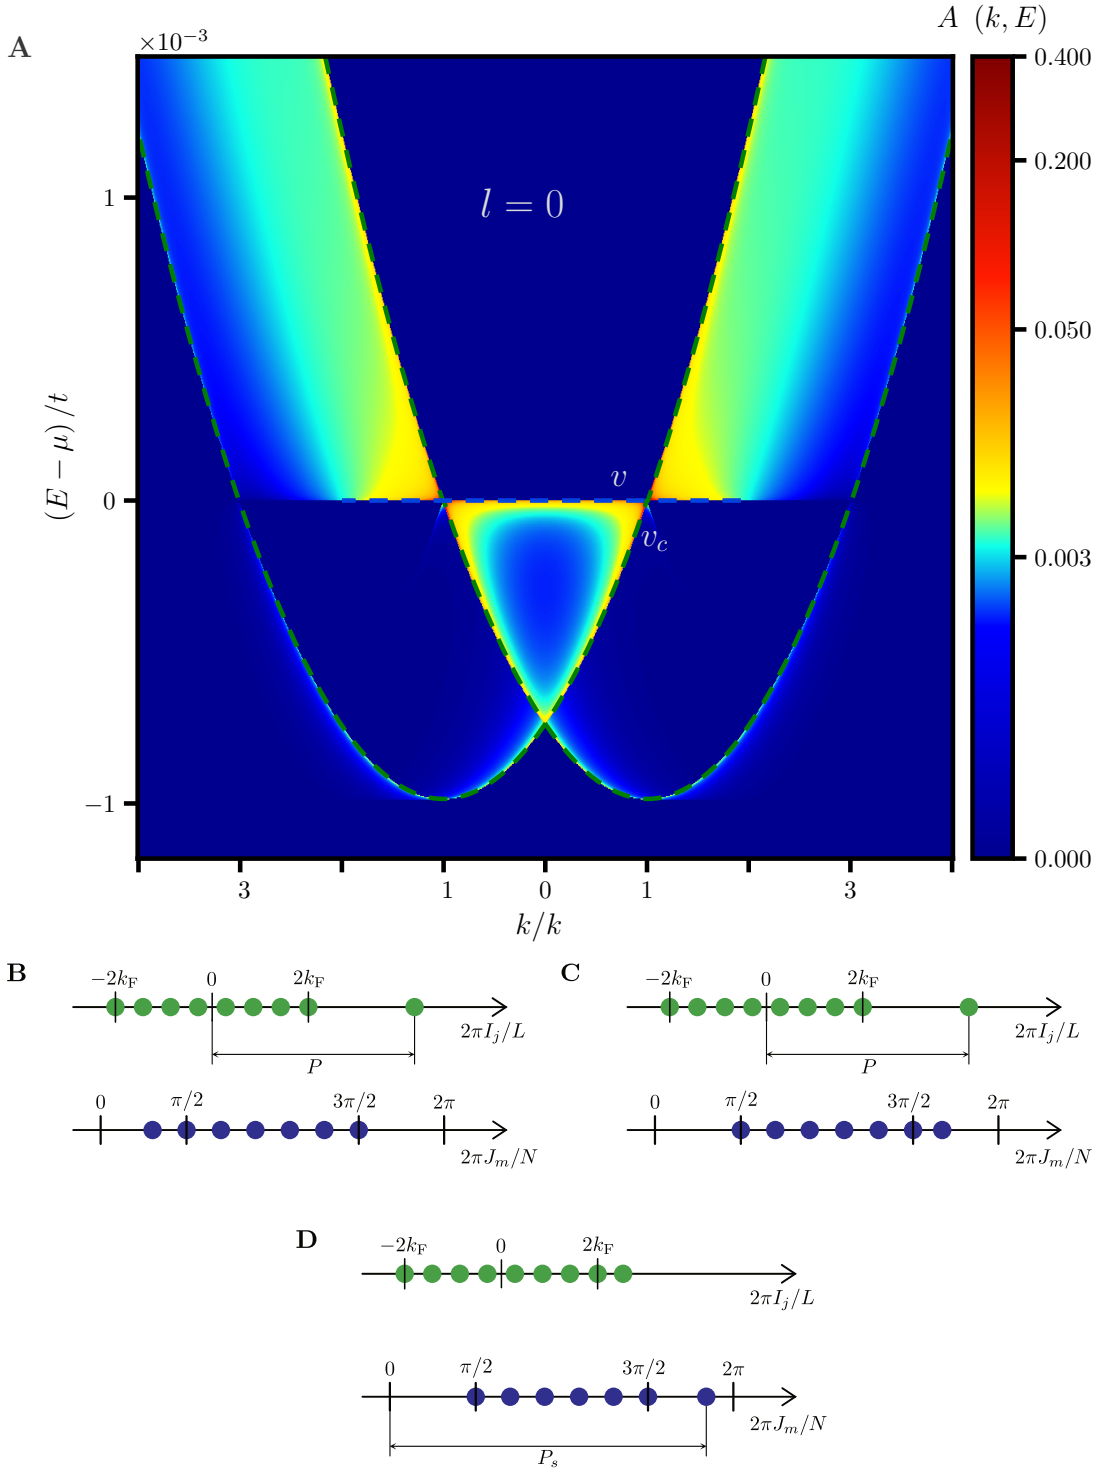 A
×10⁻³
A (k, E)
0.400
0.200
0.050
0.003
0.000
1
0
−1
(E − μ)/t
l = 0
v
v_c
3
1
0
1
3
k/k
B
−2k_F
0
2k_F
2πI_j/L
P
0
π/2
3π/2
2π
2πJ_m/N
C
−2k_F
0
2k_F
2πI_j/L
P
0
π/2
3π/2
2π
2πJ_m/N
D
−2k_F
0
2k_F
2πI_j/L
0
π/2
3π/2
2π
2πJ_m/N
P_s